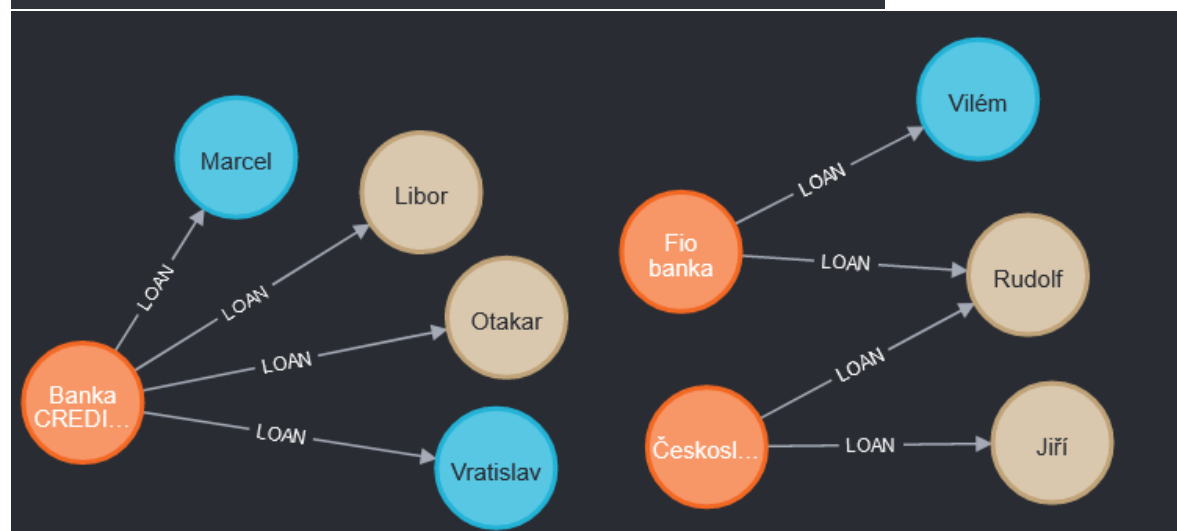 Marcel
Libor
Otakar
Vratislav
Banka
CREDI...
LOAN
LOAN
LOAN
LOAN
Vilém
Fio
banka
Rudolf
Českosl...
Jiří
LOAN
LOAN
LOAN
LOAN